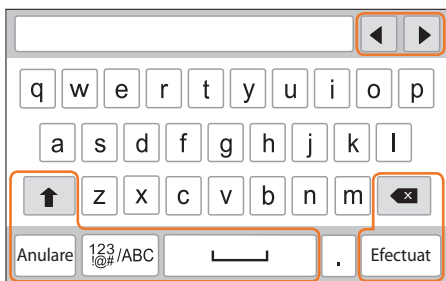 q w e r t y u i o p
a s d f g h j k l
z x c v b n m
Anulare 123 !@# /ABC . Efectuat